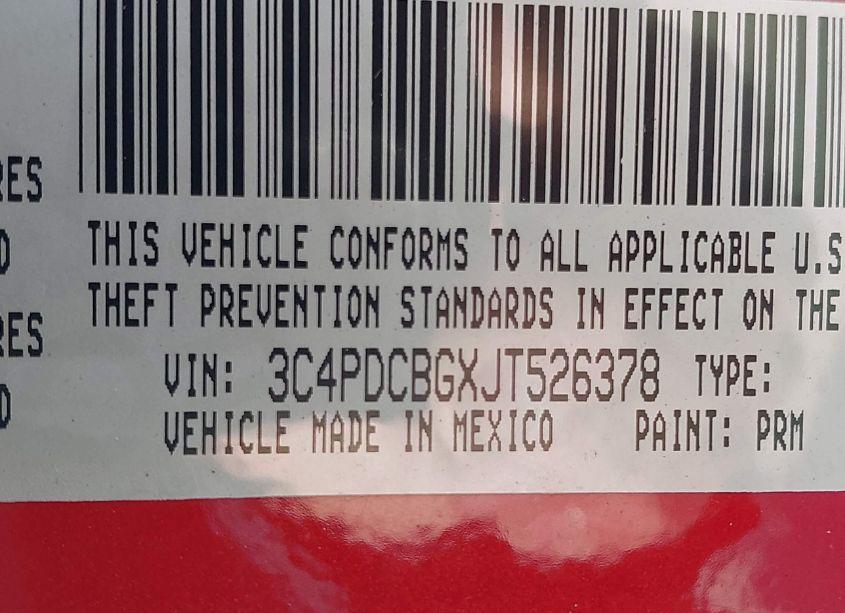 RES
D
RES
D
THIS VEHICLE CONFORMS TO ALL APPLICABLE U.S
THEFT PREVENTION STANDARDS IN EFFECT ON THE
VIN: 3C4PDCBGXJT526378 TYPE:
VEHICLE MADE IN MEXICO PAINT: PRM